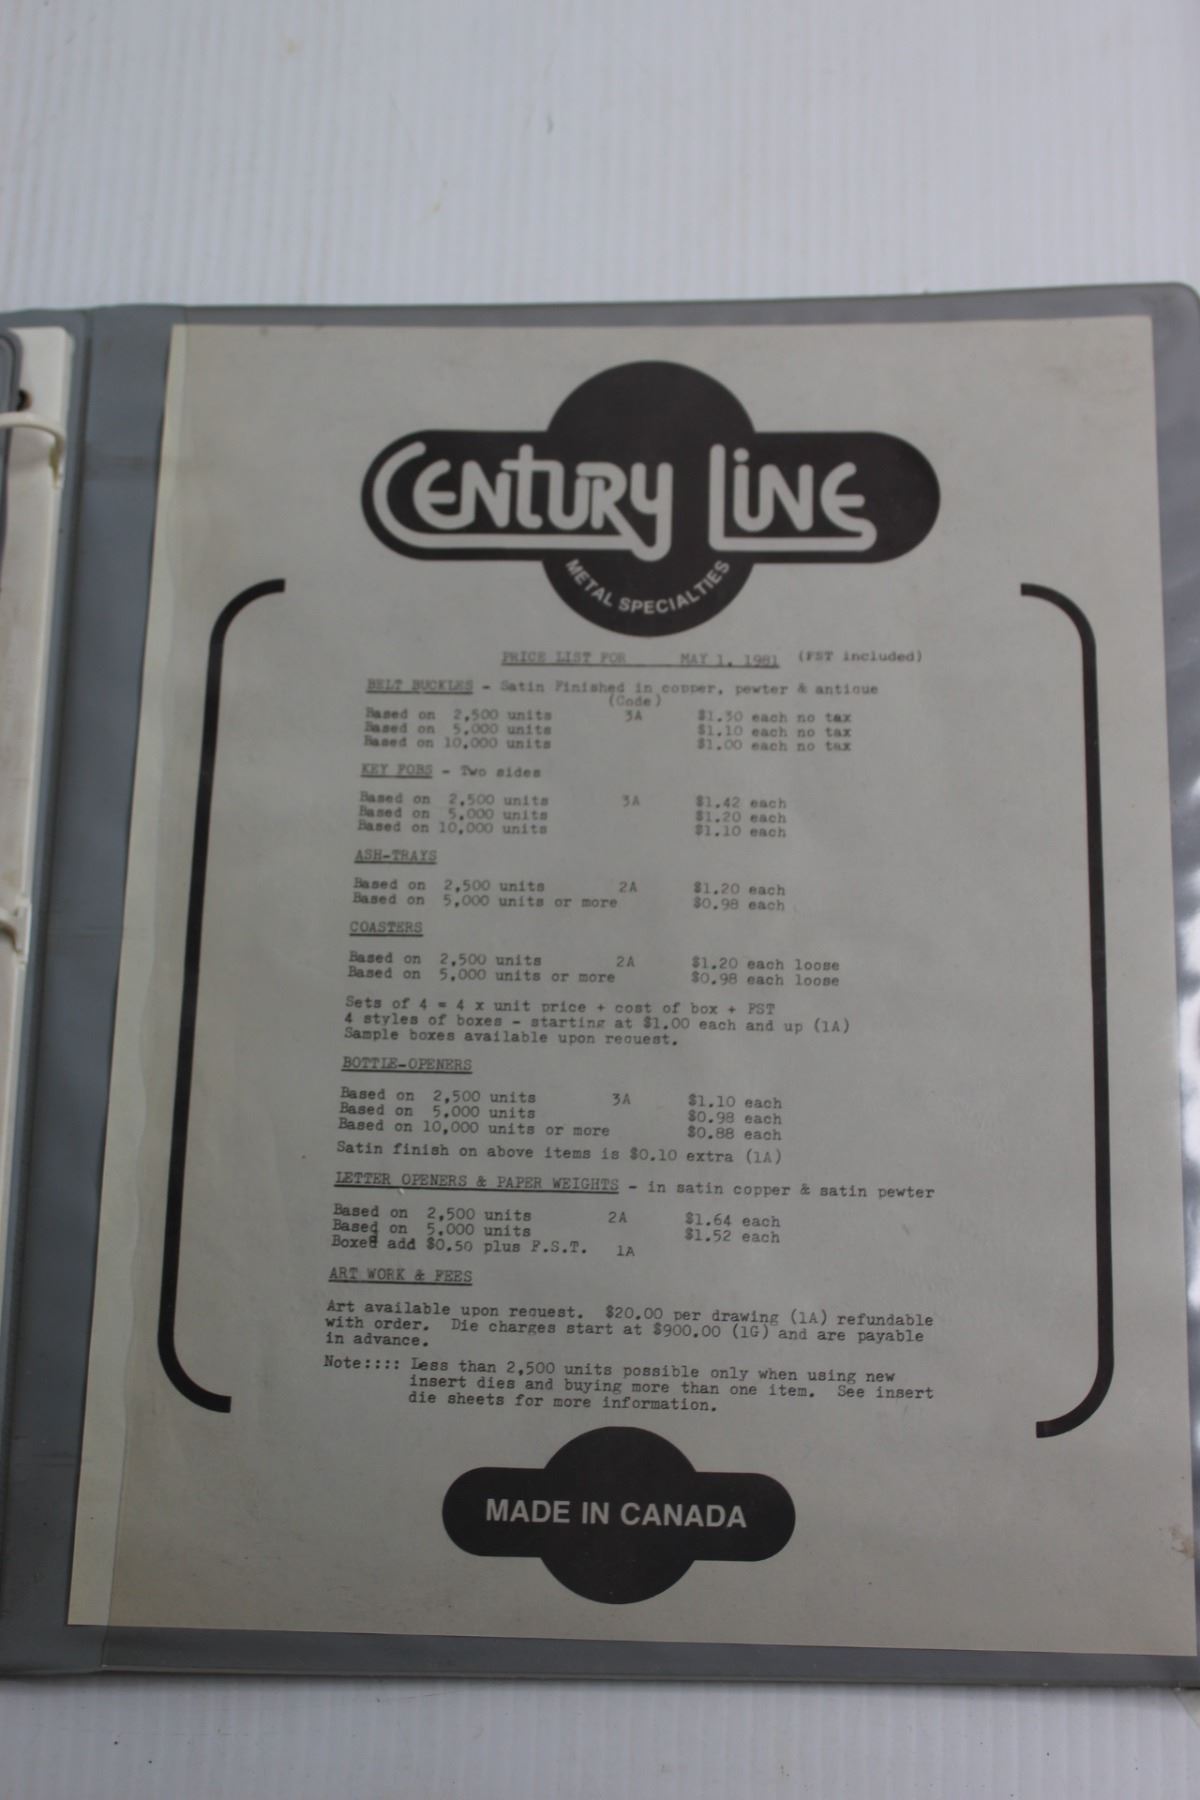 CENTURY LINE
METAL SPECIALTIES
PRICE LIST FOR MAY 1, 1981 (FST included)
BELT BUCKLES - Satin Finished in copper, pewter & antique
(Code)
Based on 2,500 units 3A $1.30 each no tax
Based on 5,000 units $1.10 each no tax
Based on 10,000 units $1.00 each no tax
KEY FOBS - Two sides
Based on 2,500 units 3A $1.42 each
Based on 5,000 units $1.20 each
Based on 10,000 units $1.10 each
ASH-TRAYS
Based on 2,500 units 2A $1.20 each
Based on 5,000 units or more $0.98 each
COASTERS
Based on 2,500 units 2A $1.20 each loose
Based on 5,000 units or more $0.98 each loose
Sets of 4 = 4 x unit price + cost of box + FST
4 styles of boxes - starting at $1.00 each and up (1A)
Sample boxes available upon request.
BOTTLE-OPENERS
Based on 2,500 units 3A $1.10 each
Based on 5,000 units $0.98 each
Based on 10,000 units or more $0.88 each
Satin finish on above items is $0.10 extra (1A)
LETTER OPENERS & PAPER WEIGHTS - in satin copper & satin pewter
Based on 2,500 units 2A $1.64 each
Based on 5,000 units $1.52 each
Boxed add $0.50 plus F.S.T. 1A
ART WORK & FEES
Art available upon request. $20.00 per drawing (1A) refundable
with order. Die charges start at $900.00 (1G) and are payable
in advance.
Note:::: Less than 2,500 units possible only when using new
insert dies and buying more than one item. See insert
die sheets for more information.
MADE IN CANADA